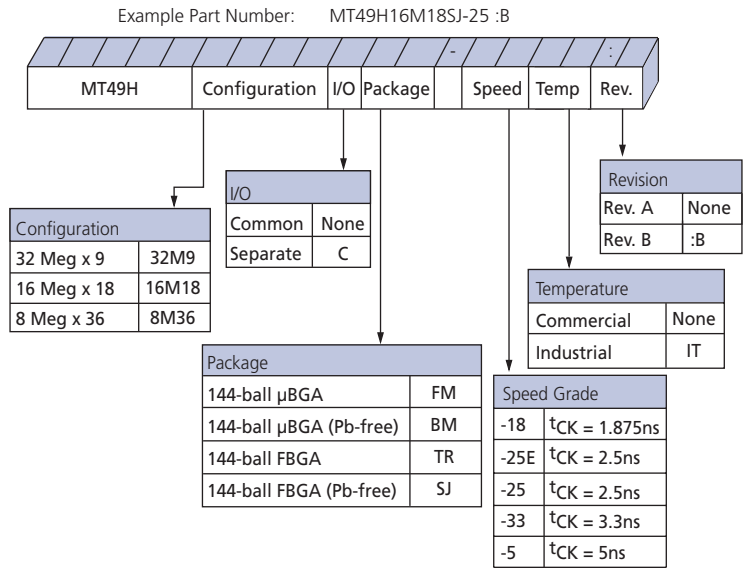 Example Part Number: MT49H16M18SJ-25 :B
- :
MT49H Configuration I/O Package Speed Temp Rev.
Configuration
32 Meg x 9 32M9
16 Meg x 18 16M18
8 Meg x 36 8M36
I/O
Common None
Separate C
Package
144-ball µBGA FM
144-ball µBGA (Pb-free) BM
144-ball FBGA TR
144-ball FBGA (Pb-free) SJ
Speed Grade
-18 tCK = 1.875ns
-25E tCK = 2.5ns
-25 tCK = 2.5ns
-33 tCK = 3.3ns
-5 tCK = 5ns
Temperature
Commercial None
Industrial IT
Revision
Rev. A None
Rev. B :B